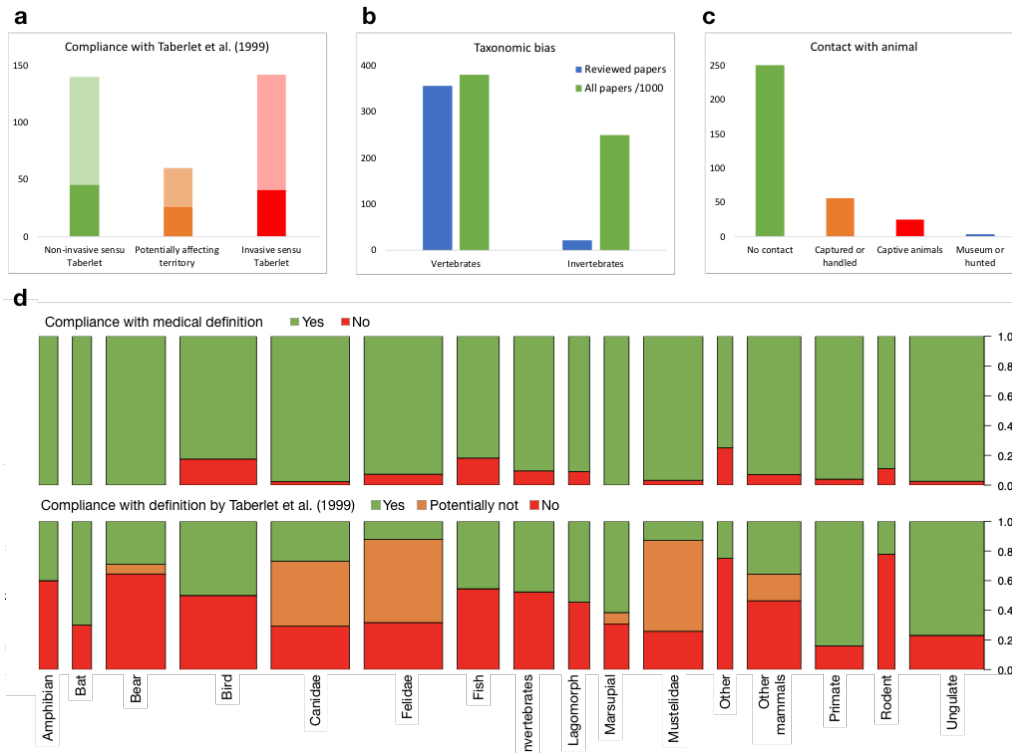 a
b
c
Compliance with Taberlet et al. (1999)
150
100
50
0
Non-invasive sensu
Taberlet
Potentially affecting
territory
Invasive sensu
Taberlet
Taxonomic bias
Reviewed papers
All papers /1000
400
300
200
100
0
Vertebrates
Invertebrates
Contact with animal
250
200
150
100
50
0
No contact
Captured or
handled
Captive animals
Museum or
hunted
d
Compliance with medical definition Yes No
1.0
0.8
0.6
0.4
0.2
0.0
Compliance with definition by Taberlet et al. (1999) Yes Potentially not No
1.0
0.8
0.6
0.4
0.2
0.0
Amphibian
Bat
Bear
Bird
Canidae
Felidae
Fish
nvertebrates
Lagomorph
Marsupial
Mustelidae
Other
Other
mammals
Primate
Rodent
Ungulate